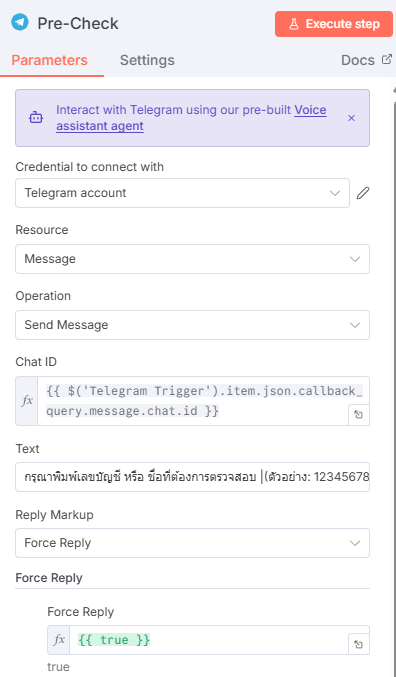 Pre-Check
Execute step
Parameters
Settings
Docs
Interact with Telegram using our pre-built Voice
assistant agent
Credential to connect with
Telegram account
Resource
Message
Operation
Send Message
Chat ID
fx
{{ $('Telegram Trigger').item.json.callback_
query.message.chat.id }}
Text
กรุณาพิมพ์เลขบัญชี หรือ ชื่อที่ต้องการตรวจสอบ |(ตัวอย่าง: 12345678
Reply Markup
Force Reply
Force Reply
Force Reply
fx
{{ true }}
true